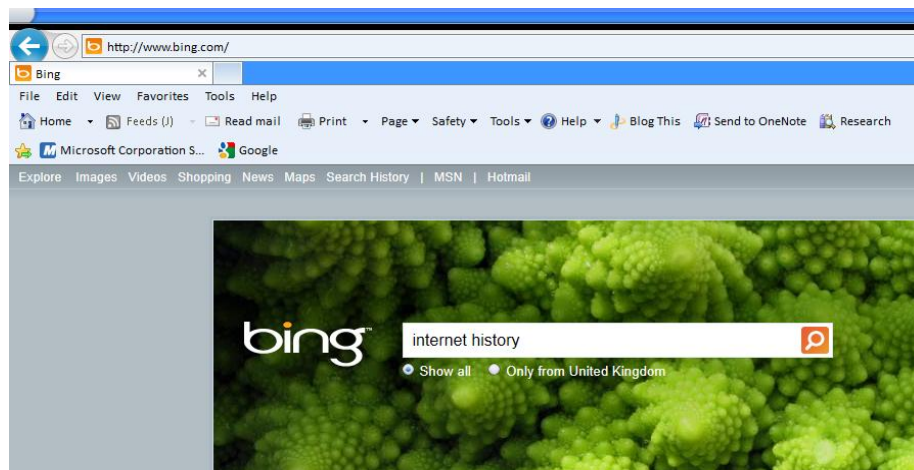 http://www.bing.com/
Bing
File Edit View Favorites Tools Help
Home Feeds (J) Read mail Print Page Safety Tools Help Blog This Send to OneNote Research
Microsoft Corporation S... Google
Explore Images Videos Shopping News Maps Search History | MSN | Hotmail
bing™ internet history
Show all Only from United Kingdom